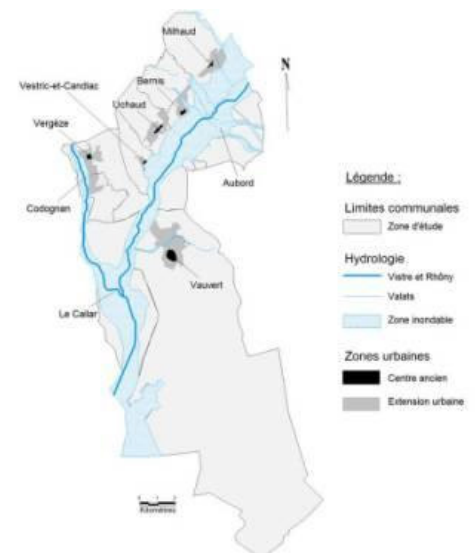 Milhaud
N
Bernis
Vestric-et-Candiac
Uchaud
Vergèze
Codognan
Aubord
Vauvert
Le Cailar
Kilomètres
Légende :
Limites communales
Zone d'étude
Hydrologie
Vistre et Rhôny
Valats
Zone inondable
Zones urbaines
Centre ancien
Extension urbaine